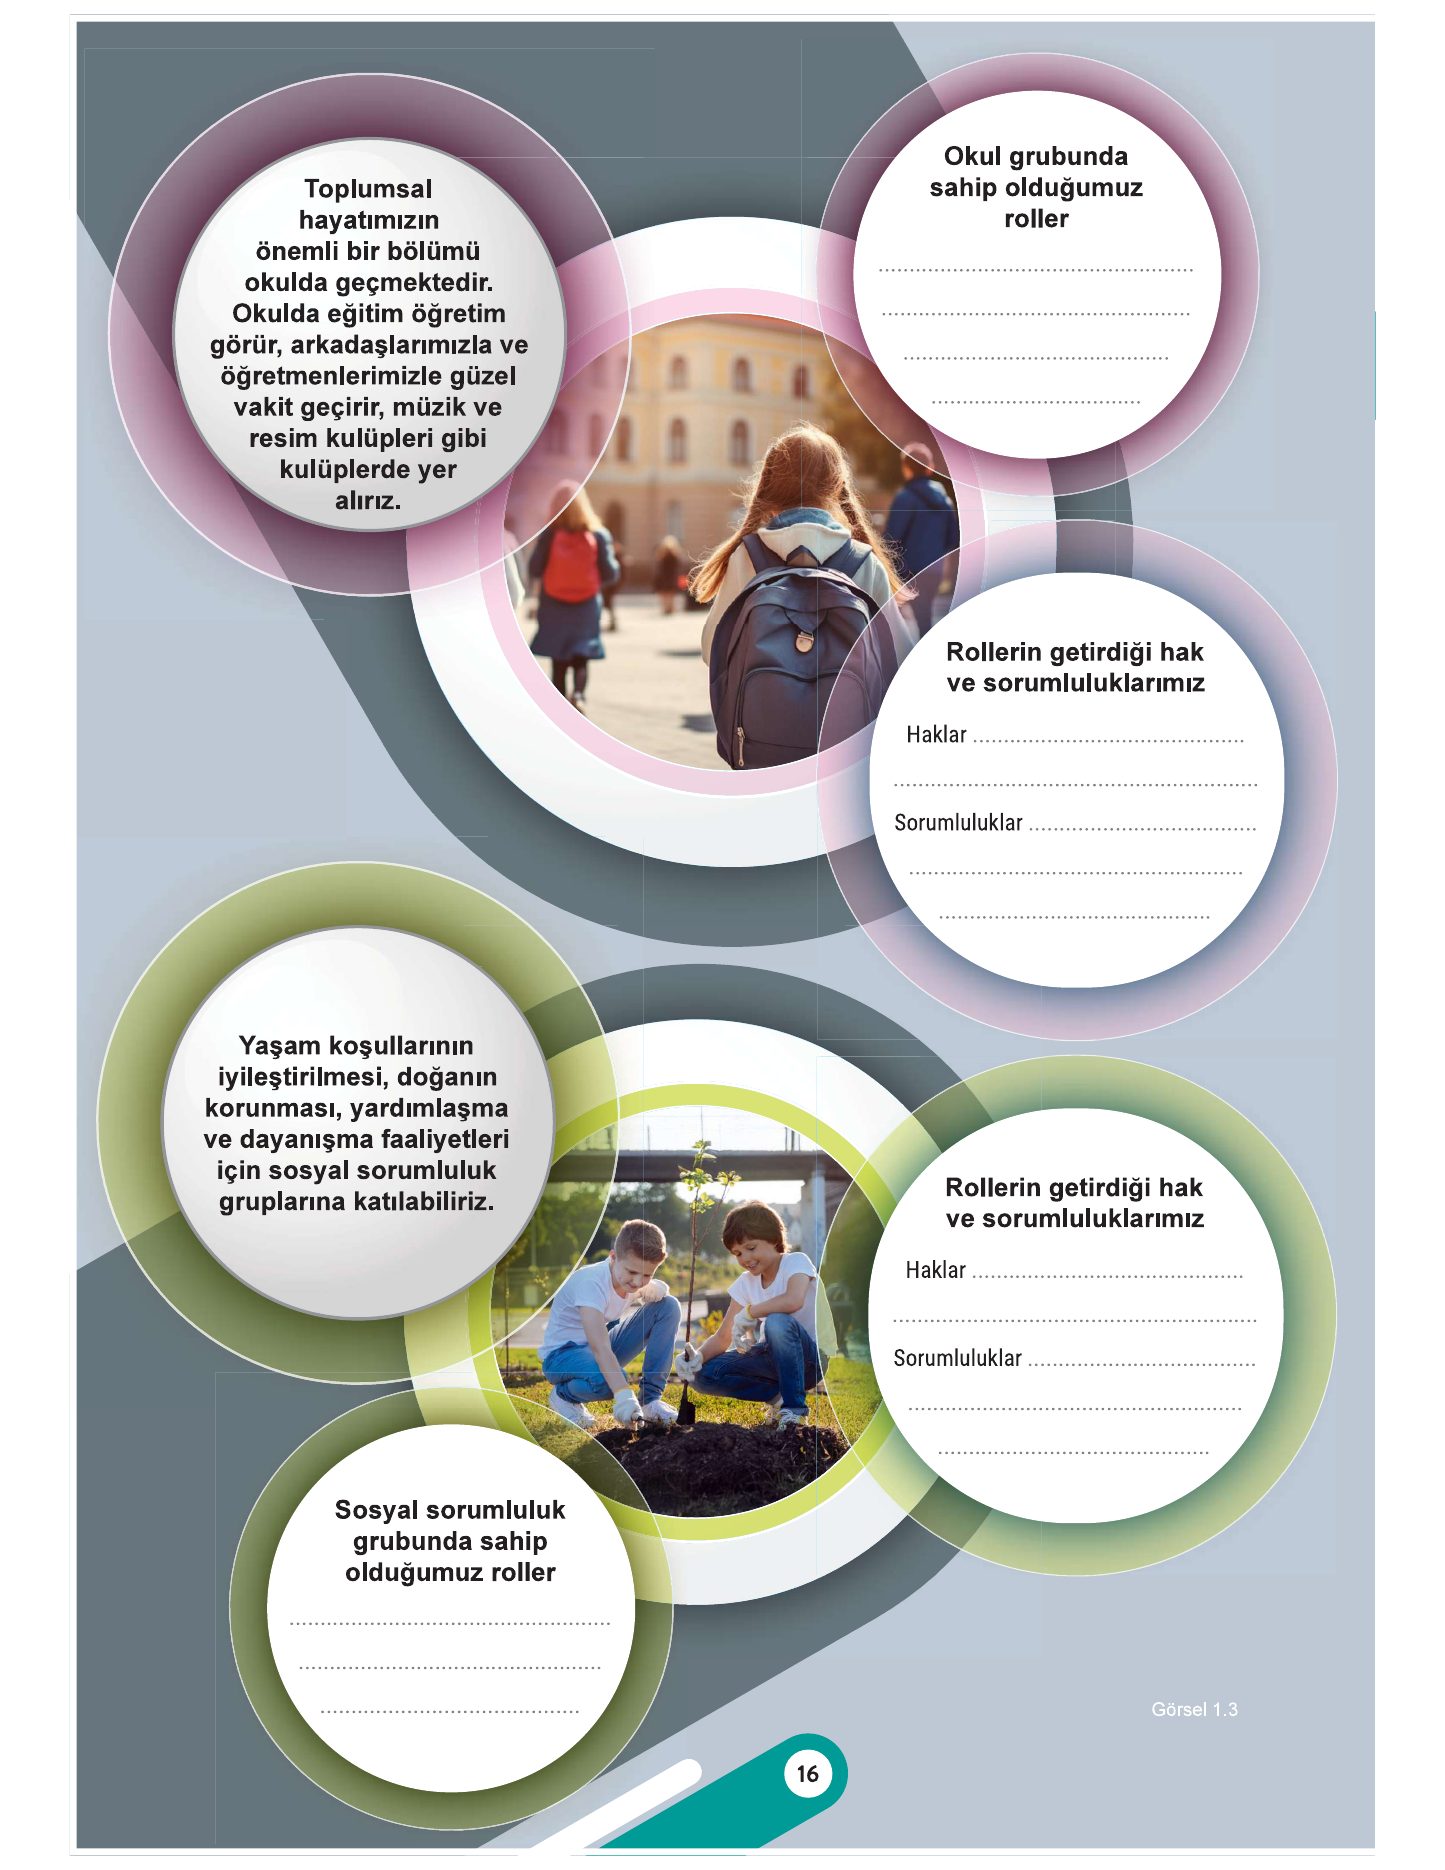 Toplumsal
hayatımızın
önemli bir bölümü
okulda geçmektedir.
Okulda eğitim öğretim
görür, arkadaşlarımızla ve
öğretmenlerimizle güzel
vakit geçirir, müzik ve
resim kulüpleri gibi
kulüplerde yer
alırız.
Okul grubunda
sahip olduğumuz
roller
Rollerin getirdiği hak
ve sorumluluklarımız
Haklar
Sorumluluklar
Yaşam koşullarının
iyileştirilmesi, doğanın
korunması, yardımlaşma
ve dayanışma faaliyetleri
için sosyal sorumluluk
gruplarına katılabiliriz.
Rollerin getirdiği hak
ve sorumluluklarımız
Haklar
Sorumluluklar
Sosyal sorumluluk
grubunda sahip
olduğumuz roller
Görsel 1.3
16